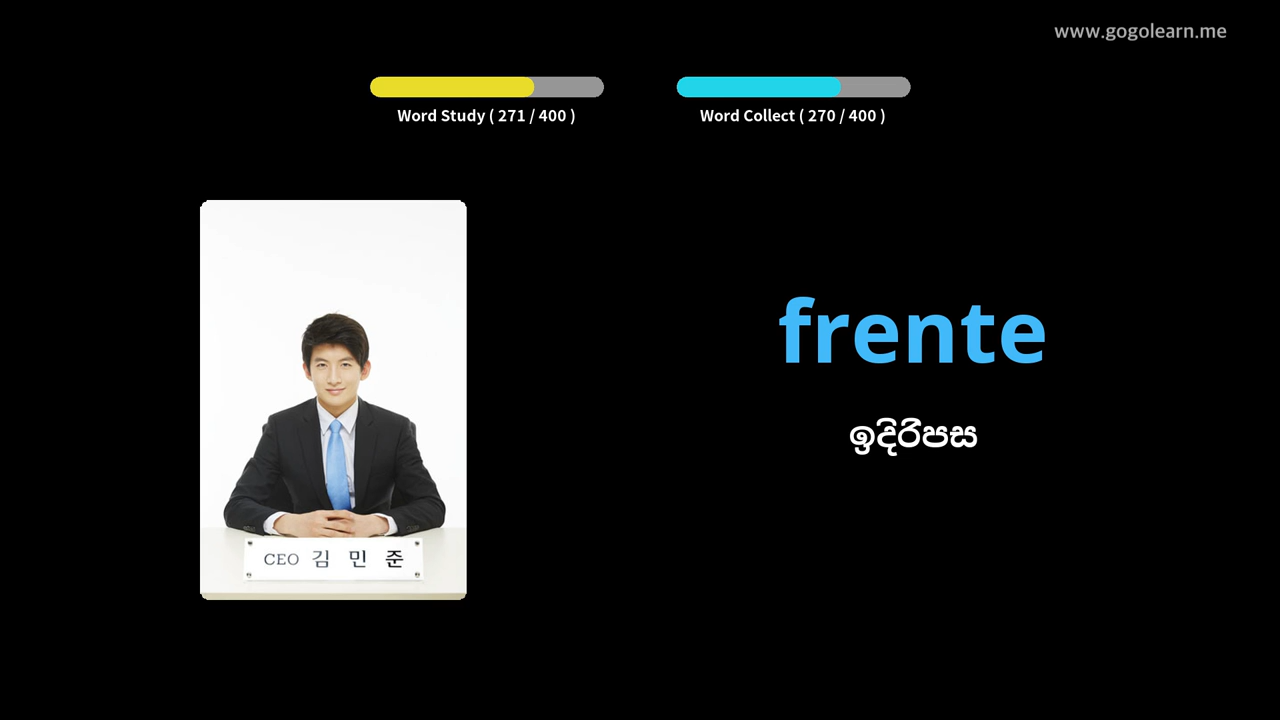 www.gogolearn.me
Word Study ( 271 / 400 )
Word Collect ( 270 / 400 )
frente
ඉදිරිපස
CEO 김 민 준